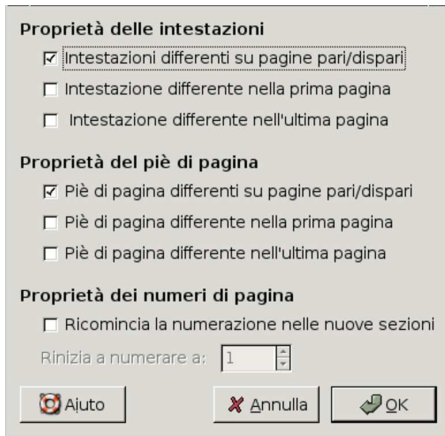 Proprietà delle intestazioni
Intestazioni differenti su pagine pari/dispari
Intestazione differente nella prima pagina
Intestazione differente nell'ultima pagina
Proprietà del piè di pagina
Piè di pagina differenti su pagine pari/dispari
Piè di pagina differente nella prima pagina
Piè di pagina differente nell'ultima pagina
Proprietà dei numeri di pagina
Ricomincia la numerazione nelle nuove sezioni
Rinizia a numerare a: 1
Aiuto Annulla OK